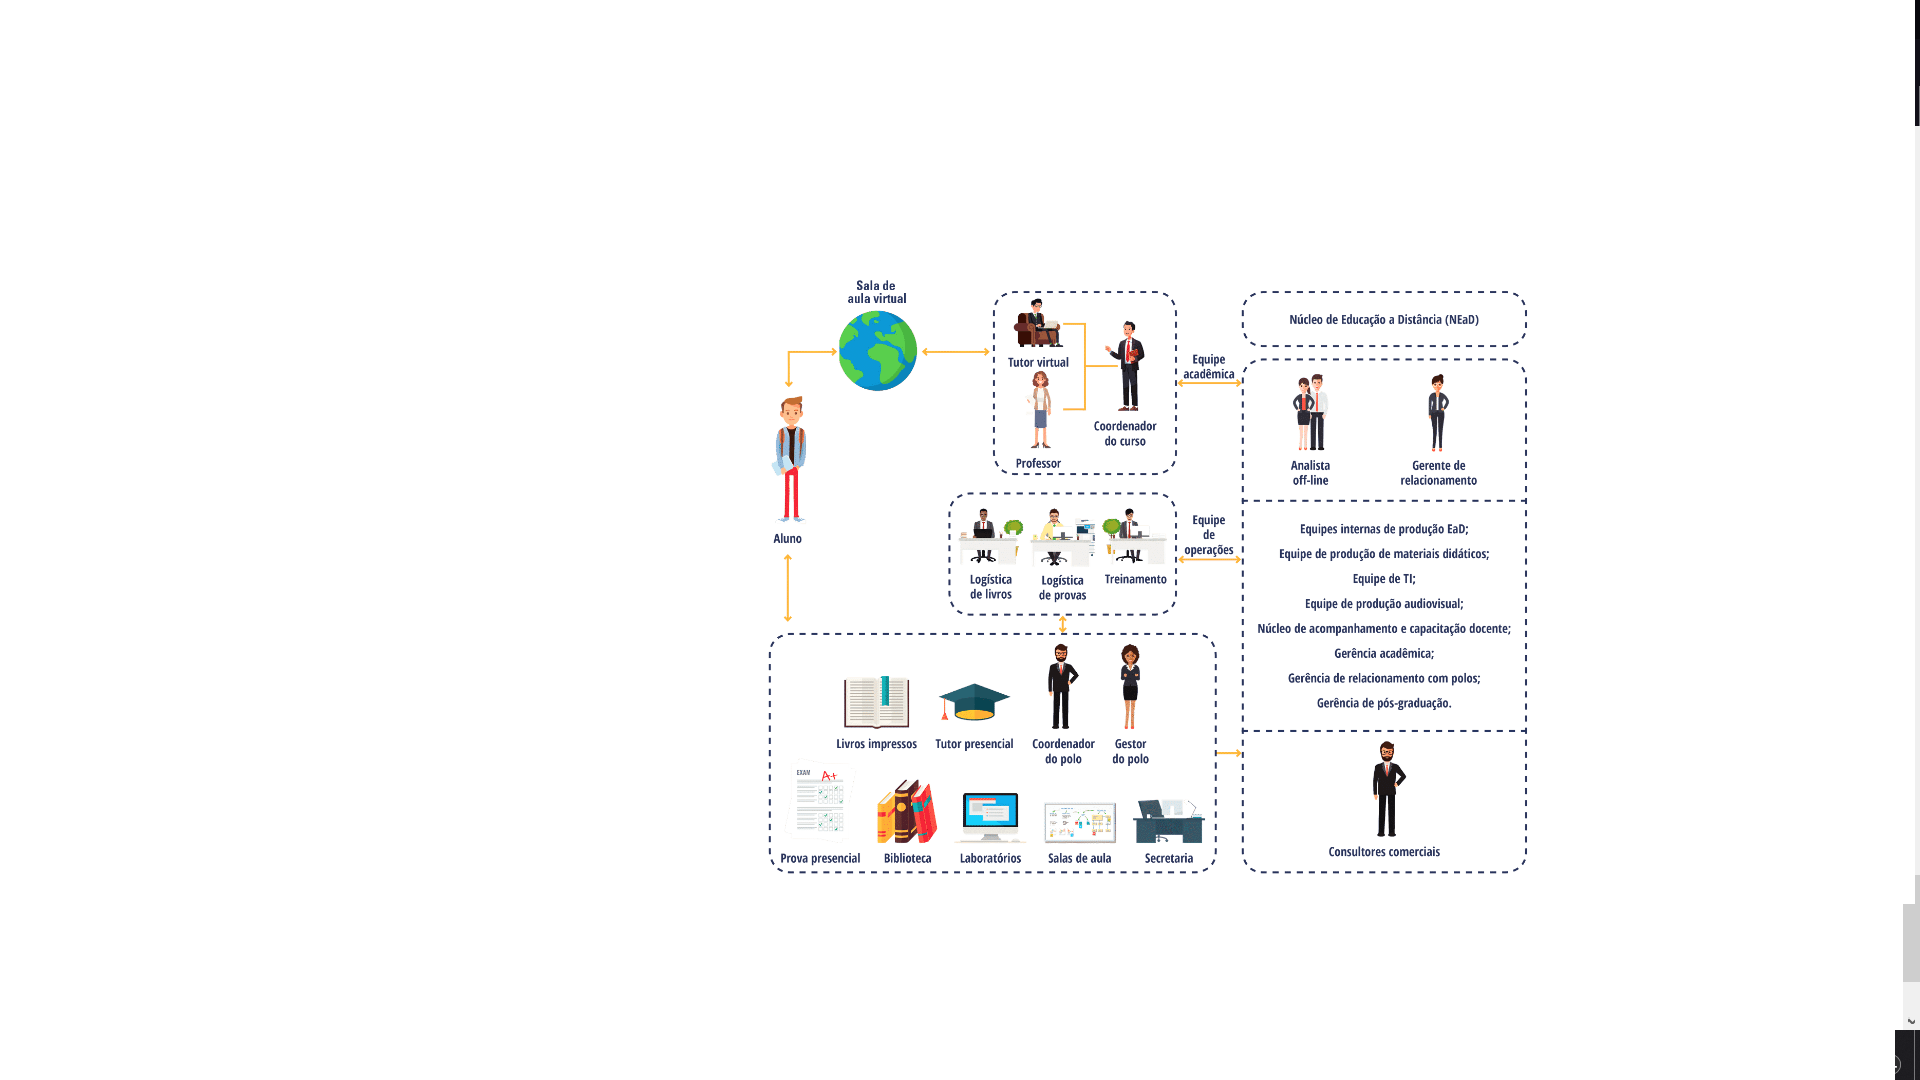 Sala de
aula virtual
Tutor virtual
Professor
Coordenador
do curso
Equipe
acadêmica
Núcleo de Educação a Distância (NEaD)
Analista
off-line
Gerente de
relacionamento
Aluno
Logística
de livros
Logística
de provas
Treinamento
Equipe
de
operações
Equipes internas de produção EaD;
Equipe de produção de materiais didáticos;
Equipe de TI;
Equipe de produção audiovisual;
Núcleo de acompanhamento e capacitação docente;
Gerência acadêmica;
Gerência de relacionamento com polos;
Gerência de pós-graduação.
Livros impressos
Tutor presencial
Coordenador
do polo
Gestor
do polo
EXAM
A+
Prova presencial
Biblioteca
Laboratórios
Salas de aula
Secretaria
Consultores comerciais